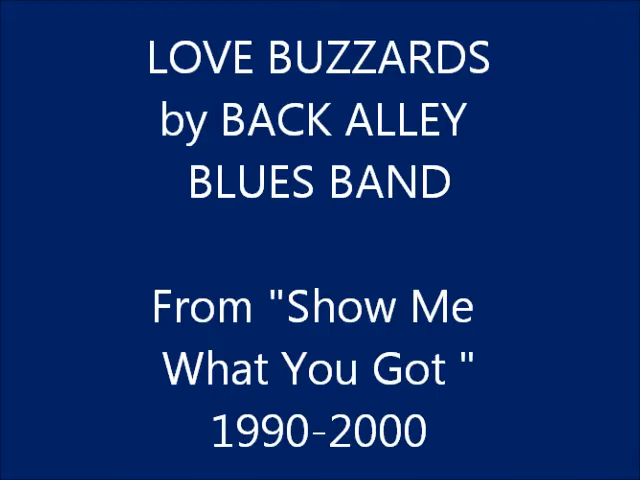 LOVE BUZZARDS
by BACK ALLEY
BLUES BAND
From "Show Me
What You Got "
1990-2000